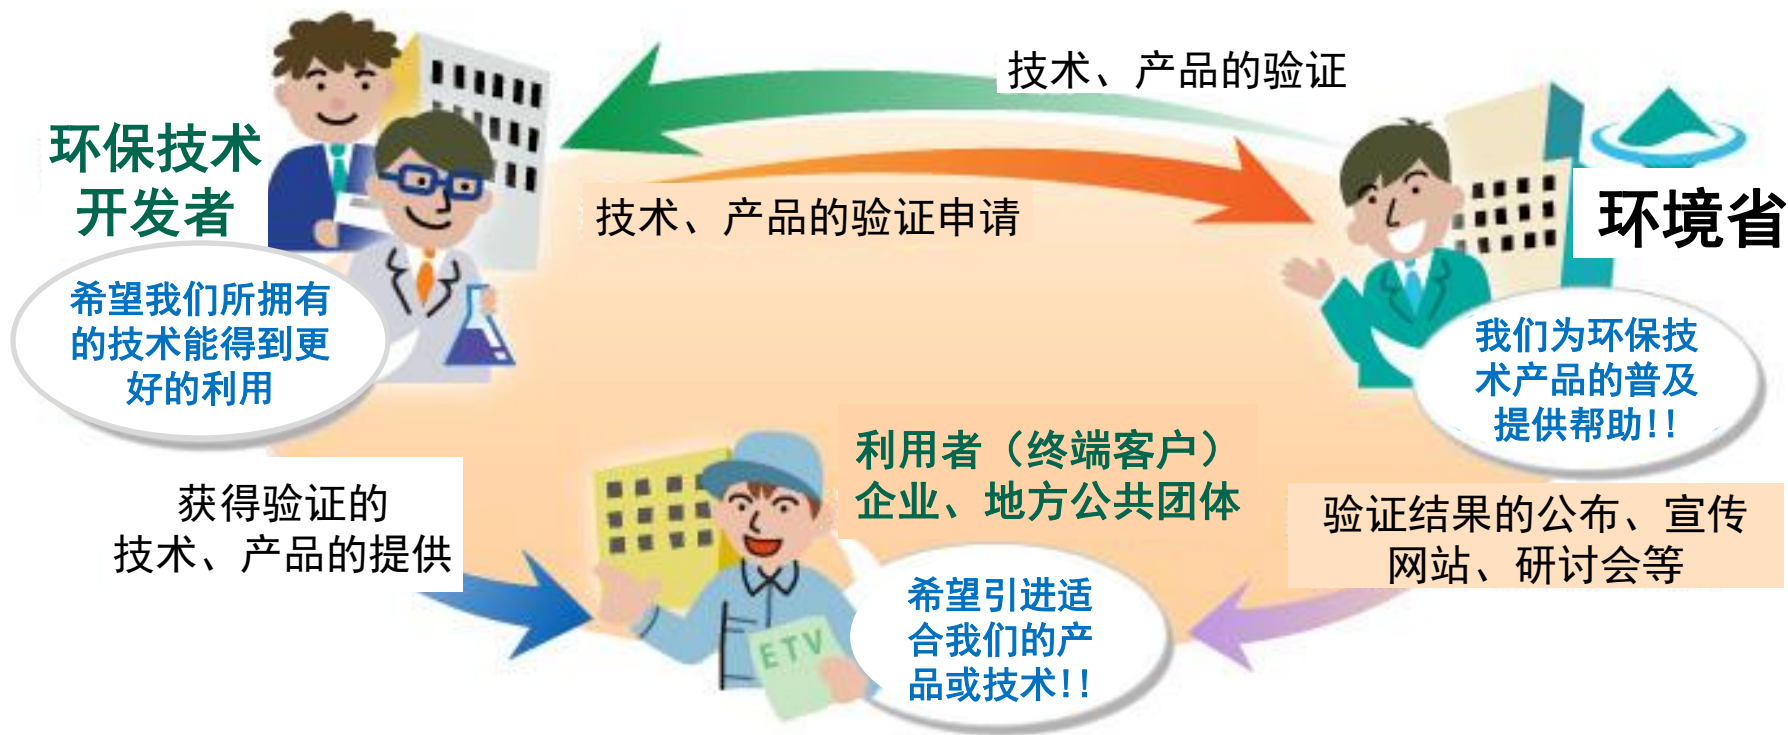 技术、产品的验证
环保技术
开发者
技术、产品的验证申请
环境省
希望我们所拥有
的技术能得到更
好的利用
我们为环保技
术产品的普及
提供帮助!!
利用者（终端客户）
企业、地方公共团体
获得验证的
技术、产品的提供
验证结果的公布、宣传
网站、研讨会等
希望引进适
合我们的产
品或技术!!
ETV